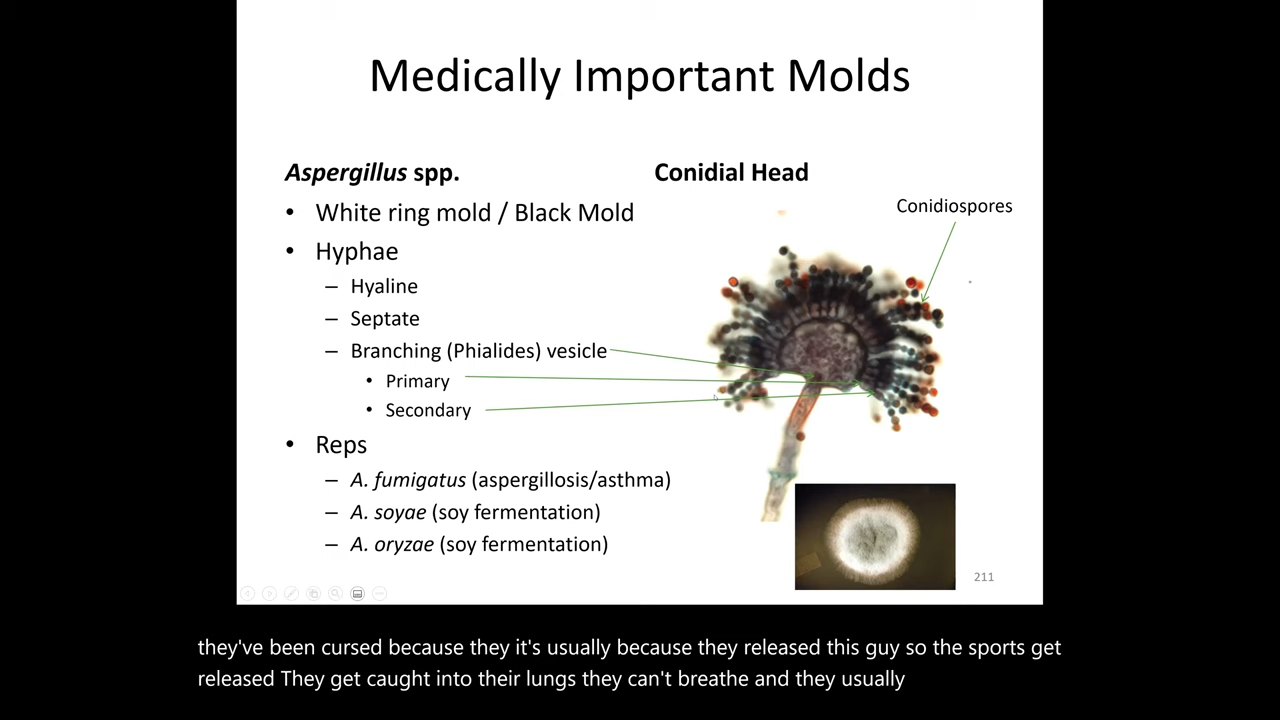 Medically Important Molds
Aspergillus spp.
• White ring mold / Black Mold
• Hyphae
– Hyaline
– Septate
– Branching (Phialides) vesicle
• Primary
• Secondary
• Reps
– A. fumigatus (aspergillosis/asthma)
– A. soyae (soy fermentation)
– A. oryzae (soy fermentation)
Conidial Head
Conidiospores
211
they've been cursed because they it's usually because they released this guy so the sports get
released They get caught into their lungs they can't breathe and they usually